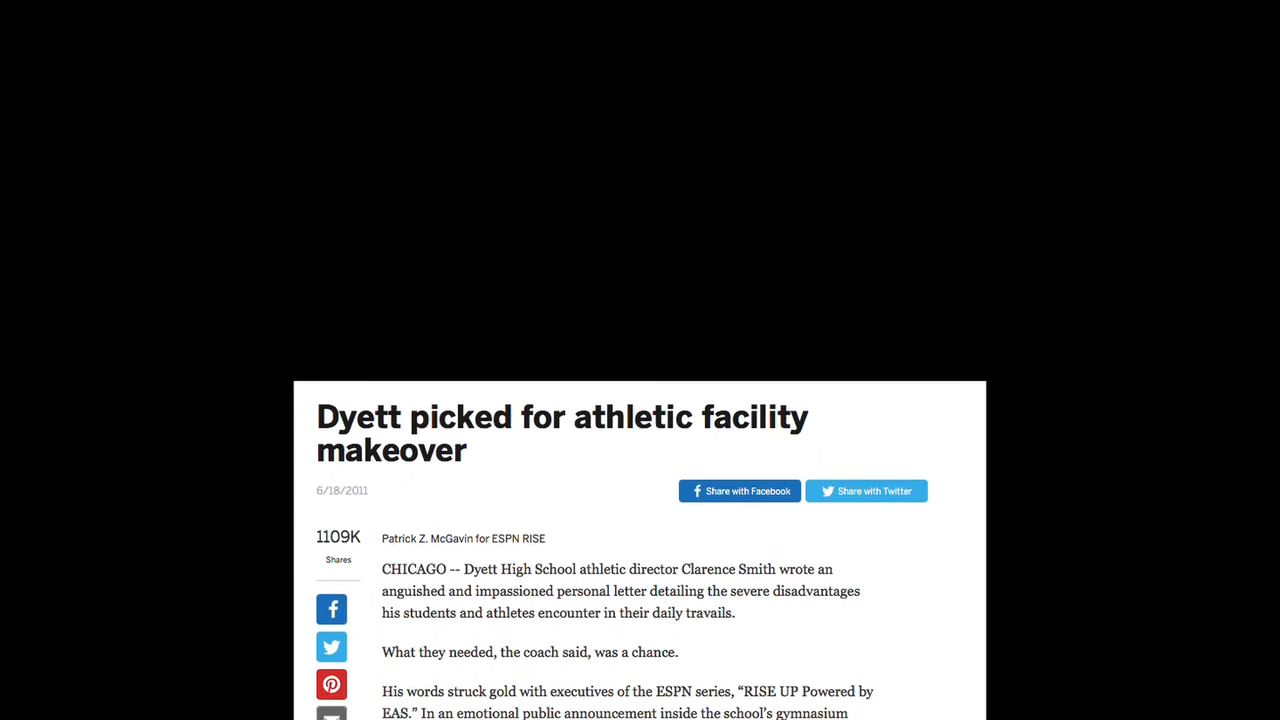 Dyett picked for athletic facility
makeover
6/18/2011
Share with Facebook
Share with Twitter
1109K
Shares
Patrick Z. McGavin for ESPN RISE
CHICAGO -- Dyett High School athletic director Clarence Smith wrote an
anguished and impassioned personal letter detailing the severe disadvantages
his students and athletes encounter in their daily travails.
What they needed, the coach said, was a chance.
His words struck gold with executives of the ESPN series, “RISE UP Powered by
EAS.” In an emotional public announcement inside the school’s gymnasium